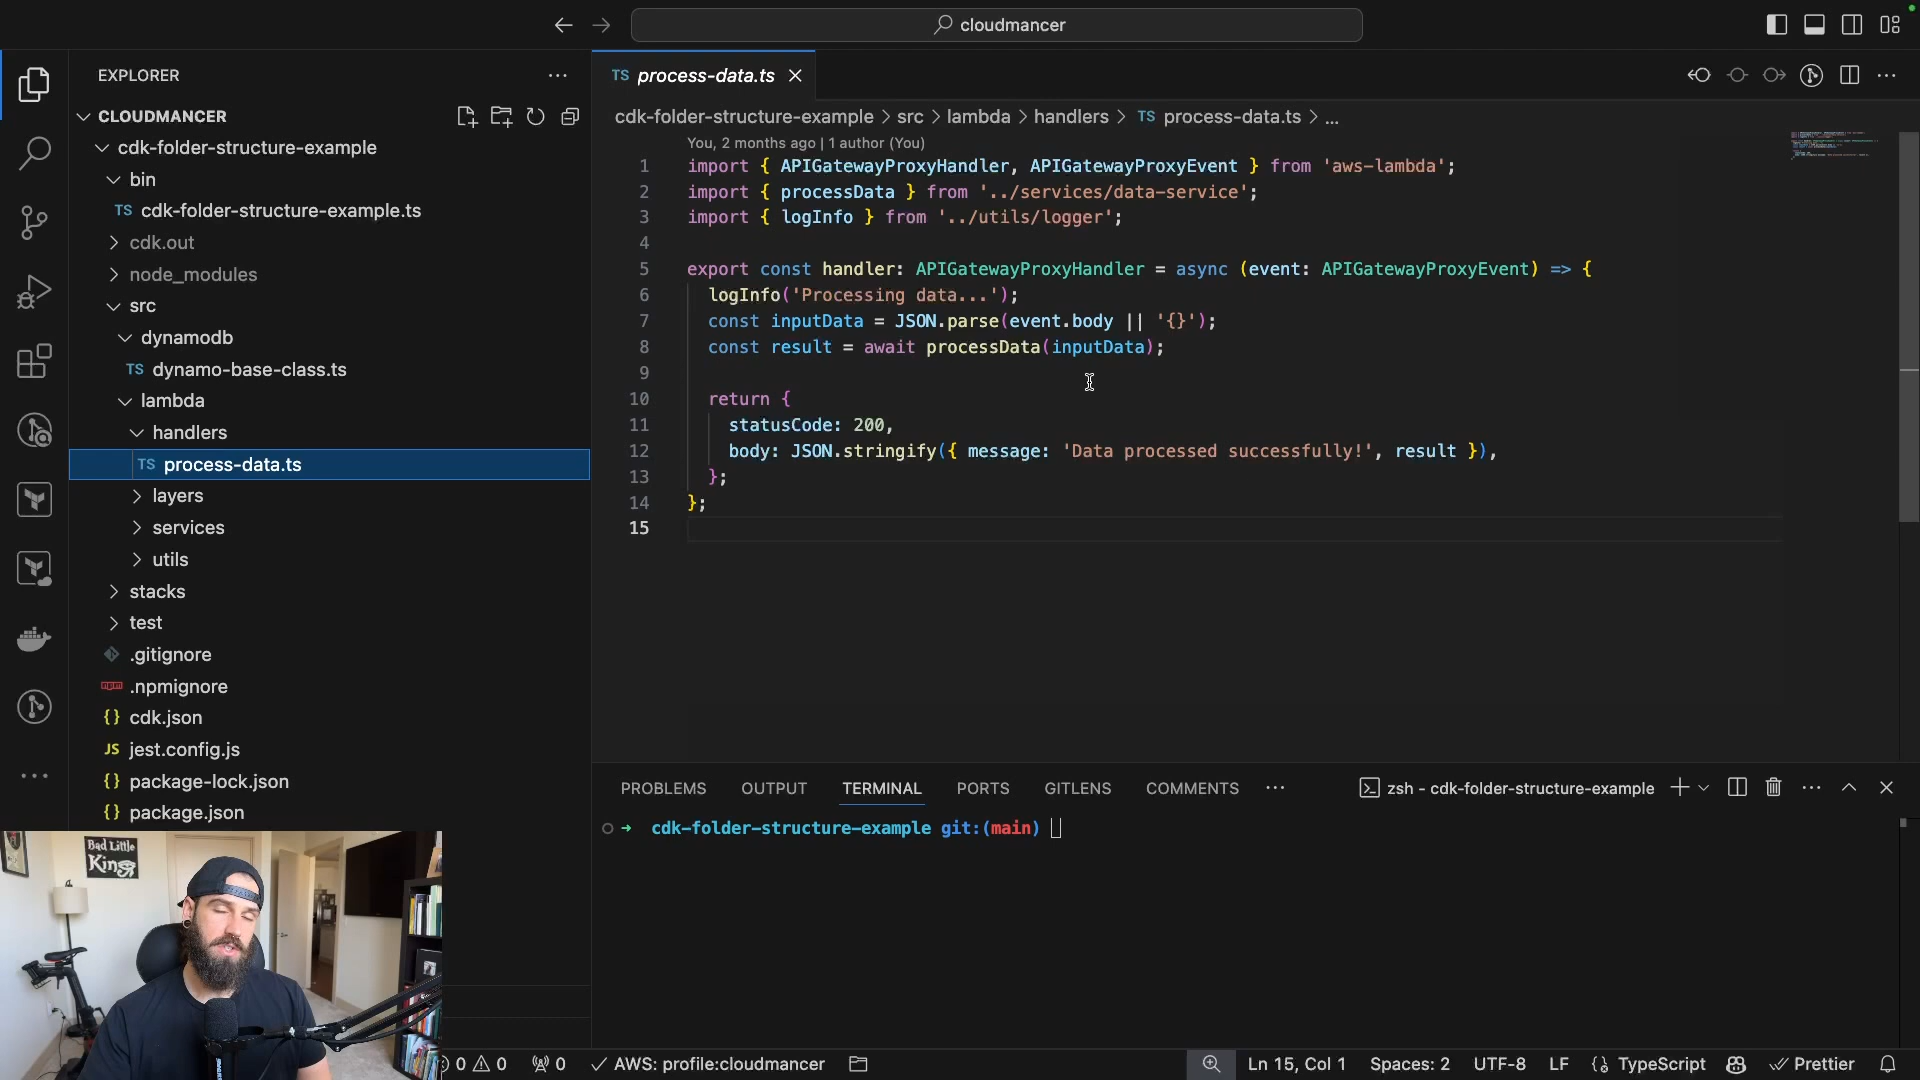 cloudmancer
EXPLORER
CLOUDMANCER
cdk-folder-structure-example
bin
TS cdk-folder-structure-example.ts
cdk.out
node_modules
src
dynamodb
TS dynamo-base-class.ts
lambda
handlers
TS process-data.ts
layers
services
utils
stacks
test
.gitignore
.npmignore
{} cdk.json
JS jest.config.js
{} package-lock.json
{} package.json
TS process-data.ts
cdk-folder-structure-example > src > lambda > handlers > TS process-data.ts > ...
You, 2 months ago | 1 author (You)
1 import { APIGatewayProxyHandler, APIGatewayProxyEvent } from 'aws-lambda';
2 import { processData } from '../services/data-service';
3 import { logInfo } from '../utils/logger';
4
5 export const handler: APIGatewayProxyHandler = async (event: APIGatewayProxyEvent) => {
6 logInfo('Processing data...');
7 const inputData = JSON.parse(event.body || '{}');
8 const result = await processData(inputData);
9
10 return {
11 statusCode: 200,
12 body: JSON.stringify({ message: 'Data processed successfully!', result }),
13 };
14 };
15
PROBLEMS OUTPUT TERMINAL PORTS GITLENS COMMENTS
zsh - cdk-folder-structure-example
cdk-folder-structure-example git:(main)
Bad Little
King
0 0 0 AWS: profile:cloudmancer
Ln 15, Col 1 Spaces: 2 UTF-8 LF {} TypeScript Prettier